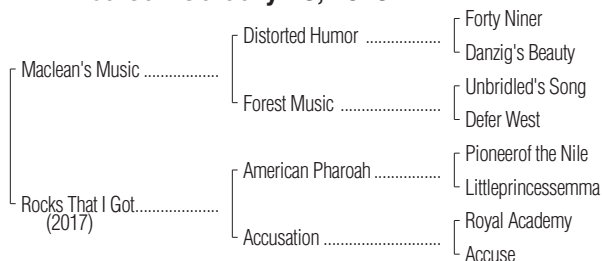 Forty Niner
Distorted Humor
Danzig's Beauty
Maclean's Music
Unbridled's Song
Forest Music
Defer West
Pioneerof the Nile
American Pharoah
Littleprincessemma
Rocks That I Got
(2017)
Royal Academy
Accusation
Accuse